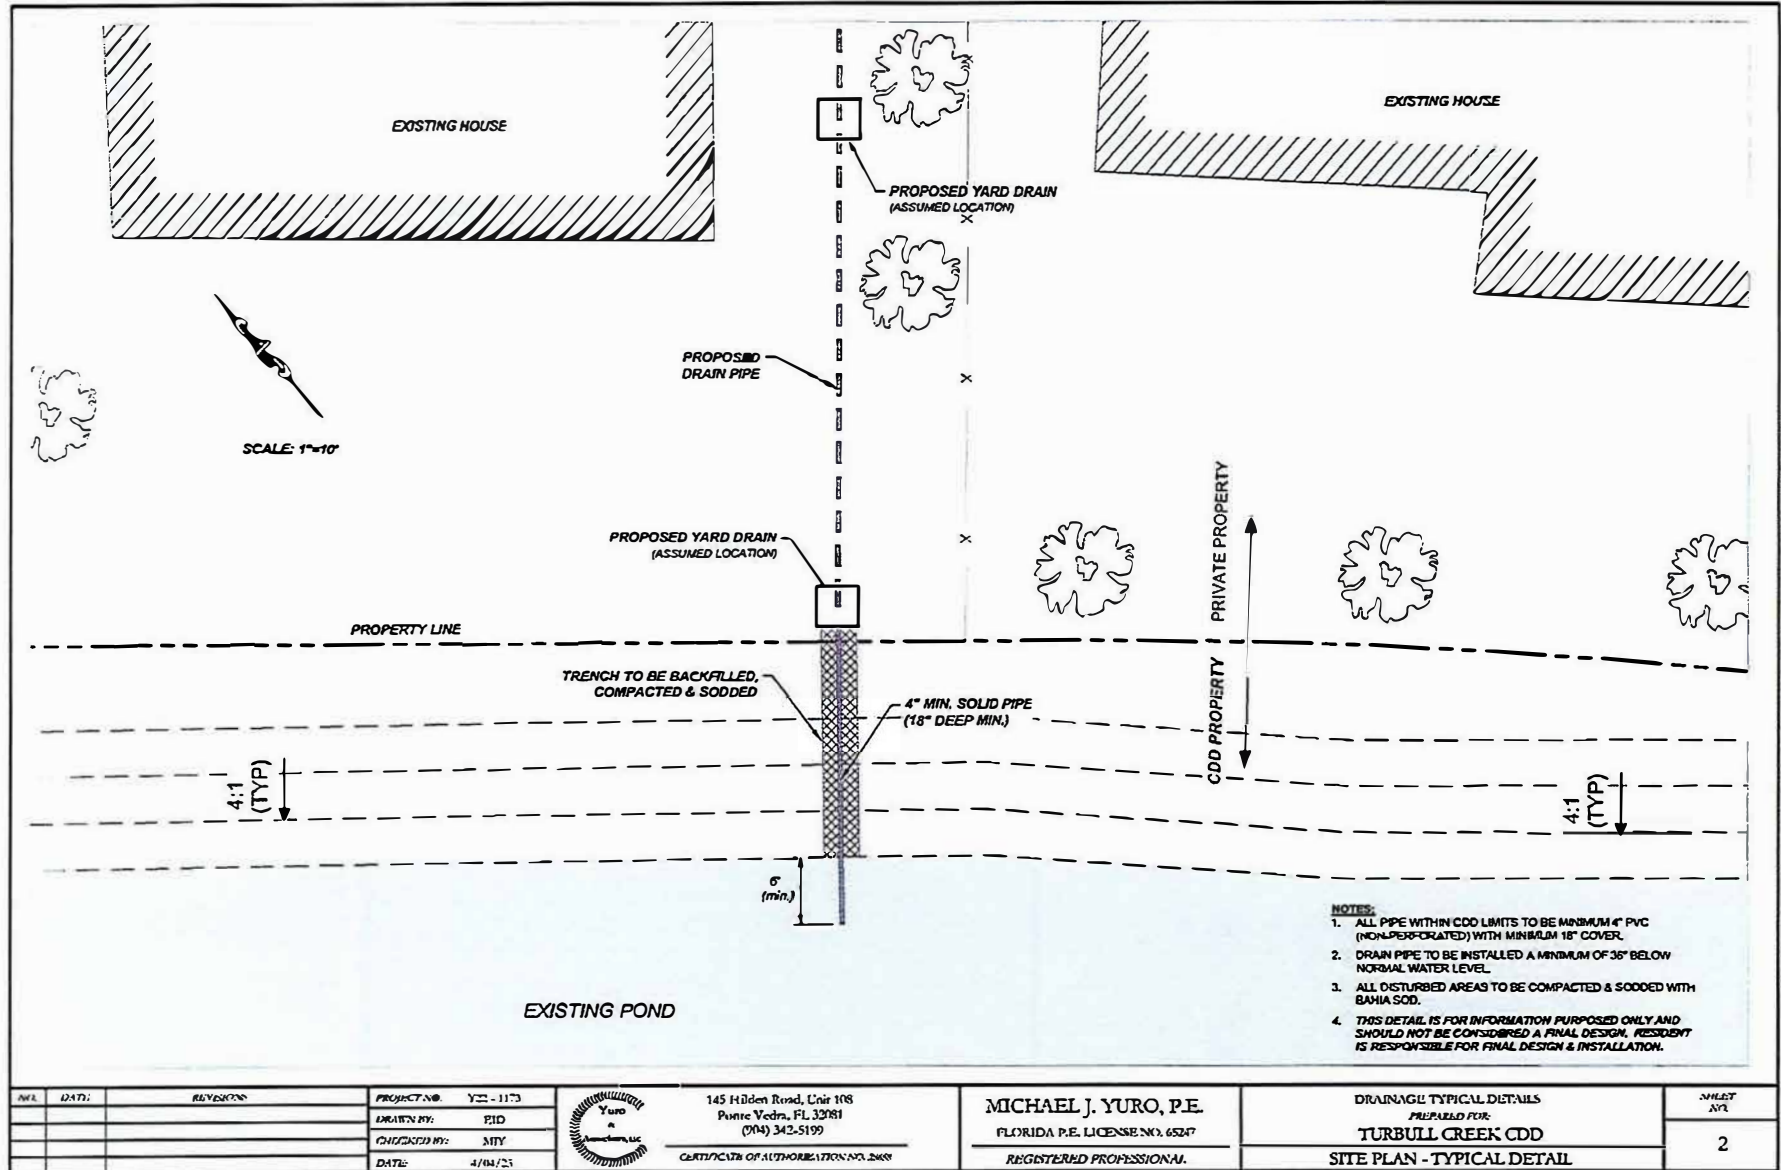 EXISTING HOUSE
EXISTING HOUSE
PROPOSED YARD DRAIN
(ASSUMED LOCATION)
PROPOSED
DRAIN PIPE
SCALE: 1"=10'
PROPOSED YARD DRAIN
(ASSUMED LOCATION)
PRIVATE PROPERTY
CDD PROPERTY
PROPERTY LINE
TRENCH TO BE BACKFILLED,
COMPACTED & SODDED
4" MIN. SOLID PIPE
(18" DEEP MIN.)
4:1
(TYP)
4:1
(TYP)
(min.)
EXISTING POND
NOTES:
1. ALL PIPE WITHIN CDD LIMITS TO BE MINIMUM 4" PVC
(NON-PERFORATED) WITH MINIMUM 18" COVER.
2. DRAIN PIPE TO BE INSTALLED A MINIMUM OF 36" BELOW
NORMAL WATER LEVEL.
3. ALL DISTURBED AREAS TO BE COMPACTED & SODDED WITH
BAHIA SOD.
4. THIS DETAIL IS FOR INFORMATION PURPOSED ONLY AND
SHOULD NOT BE CONSIDERED A FINAL DESIGN. RESIDENT
IS RESPONSIBLE FOR FINAL DESIGN & INSTALLATION.
NO. DATE: REVISIONS
PROJECT NO. Y22 - 1173
DRAWN BY:
CHECKED BY: MJY
DATE:
Yuro
&
Associates, LLC
145 Hilden Road, Unit 108
Ponte Vedra, FL 32081
(904) 342-5199
CERTIFICATE OF AUTHORIZATION NO.
MICHAEL J. YURO, P.E.
FLORIDA P.E. LICENSE NO. 65247
REGISTERED PROFESSIONAL
DRAINAGE TYPICAL DETAILS
PREPARED FOR:
TURBULL CREEK CDD
SITE PLAN - TYPICAL DETAIL
SHEET
NO.
2